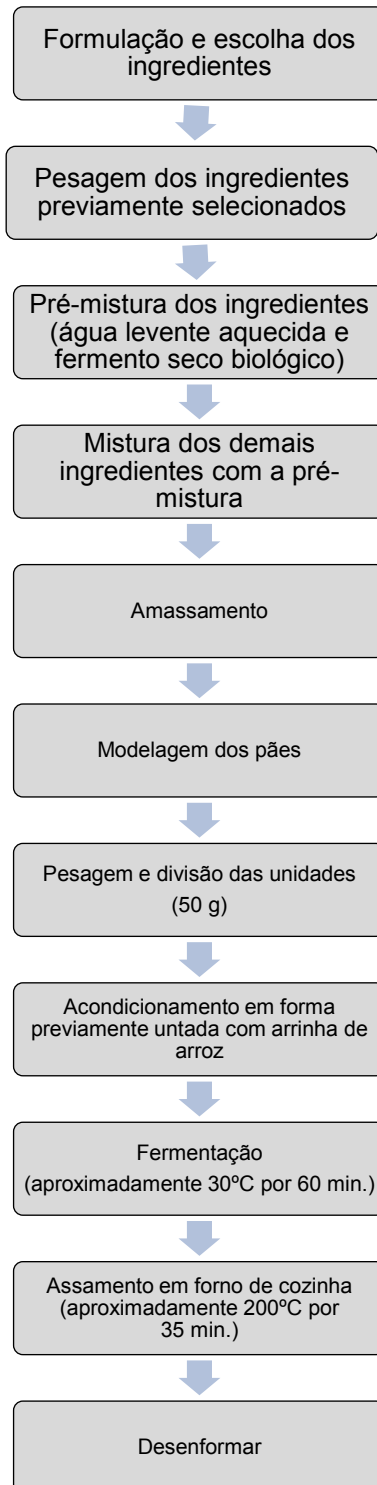 Formulação e escolha dos
ingredientes
Pesagem dos ingredientes
previamente selecionados
Pré-mistura dos ingredientes
(água levente aquecida e
fermento seco biológico)
Mistura dos demais
ingredientes com a pré-
mistura
Amassamento
Modelagem dos pães
Pesagem e divisão das unidades
(50 g)
Acondicionamento em forma
previamente untada com arrinha de
arroz
Fermentação
(aproximadamente 30ºC por 60 min.)
Assamento em forno de cozinha
(aproximadamente 200ºC por
35 min.)
Desenformar